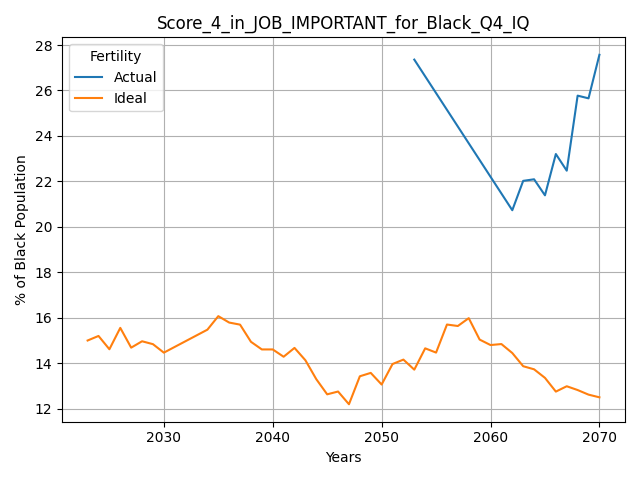 Score_4_in_JOB_IMPORTANT_for_Black_Q4_IQ
Fertility
Actual
Ideal
% of Black Population
28
26
24
22
20
18
16
14
12
2030
2040
2050
2060
2070
Years